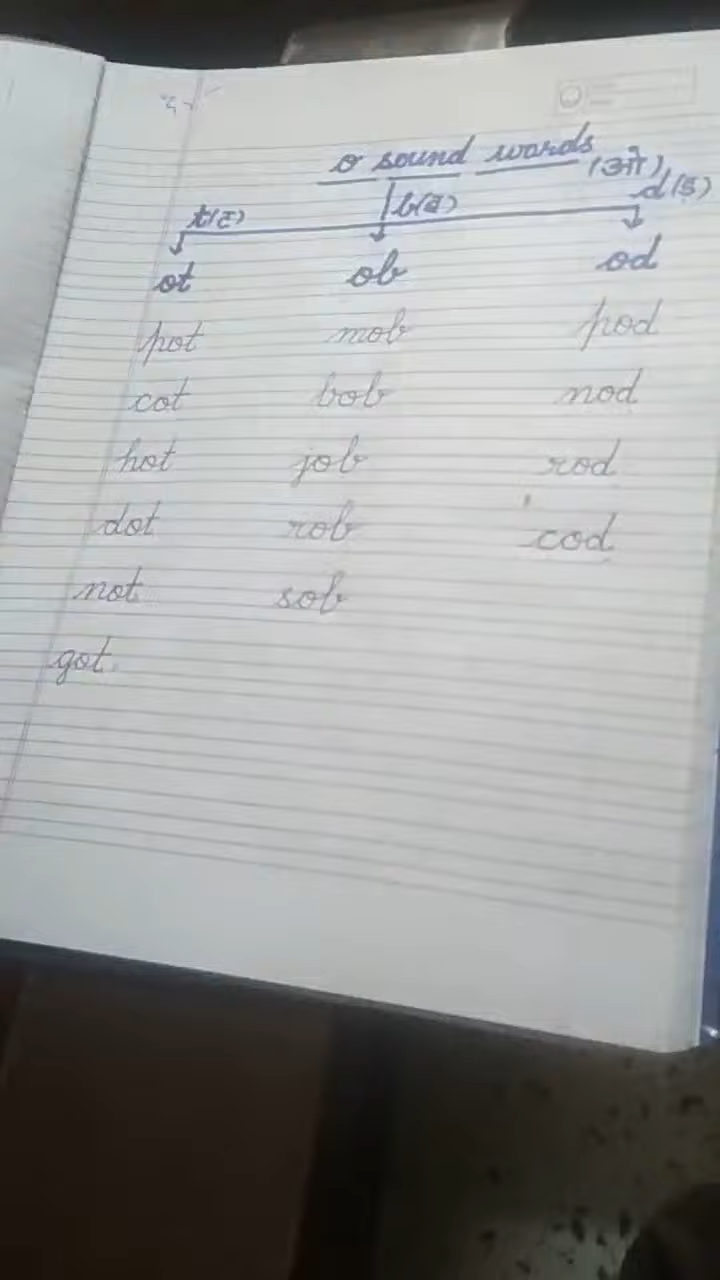 o sound words (ओ)
t(ट) b(ब) d(ड)
ot ob od
pot mob pod
cot bob nod
hot job rod
dot rob cod
not sob
got